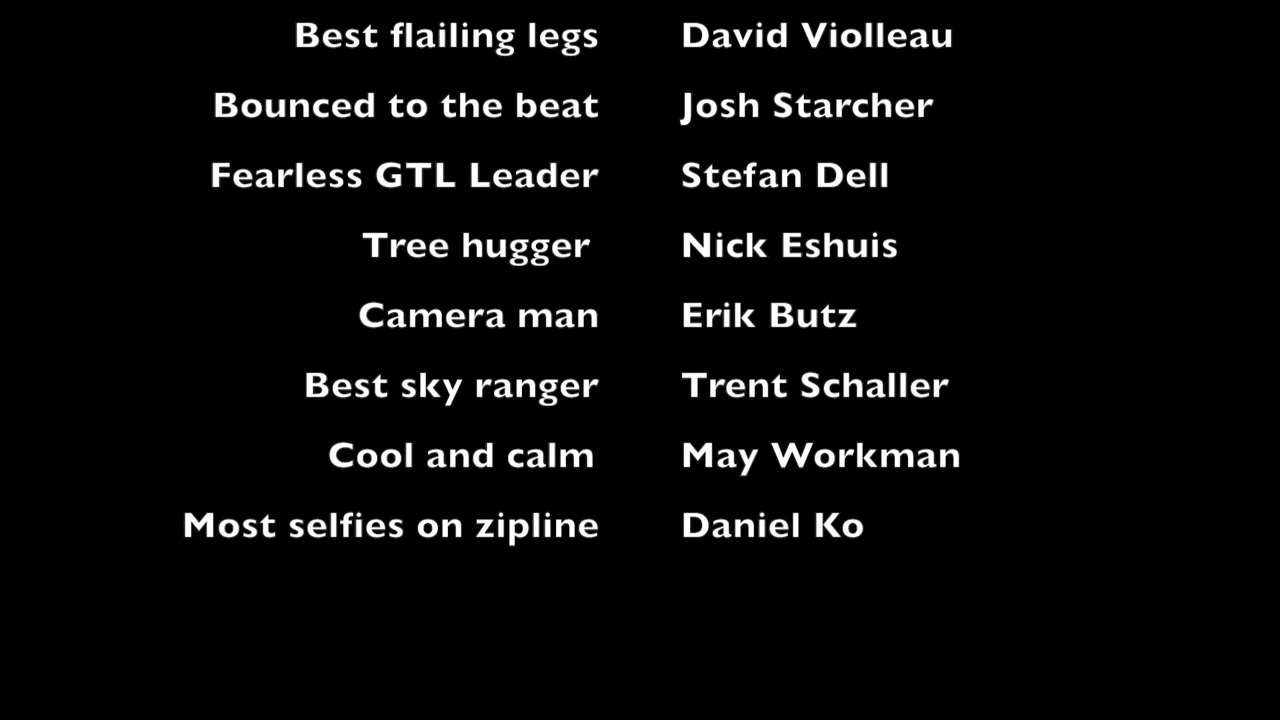 Best flailing legs David Violleau
Bounced to the beat Josh Starcher
Fearless GTL Leader Stefan Dell
Tree hugger Nick Eshuis
Camera man Erik Butz
Best sky ranger Trent Schaller
Cool and calm May Workman
Most selfies on zipline Daniel Ko